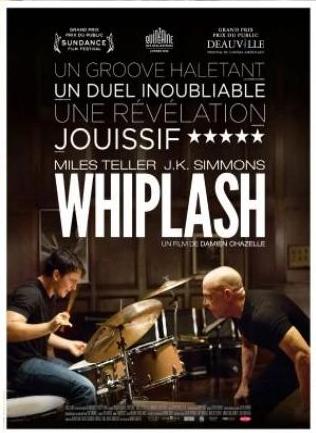 GRAND PRIX
PRIX DU PUBLIC
SUNDANCE
FILM FESTIVAL
QUINZAINE
GRAND PRIX
PRIX DU PUBLIC
DEAUVILLE
UN GROOVE HALETANT
UN DUEL INOUBLIABLE
UNE RÉVÉLATION
JOUISSIF ★★★★★
MILES TELLER J.K. SIMMONS
WHIPLASH
UN FILM DE DAMIEN CHAZELLE